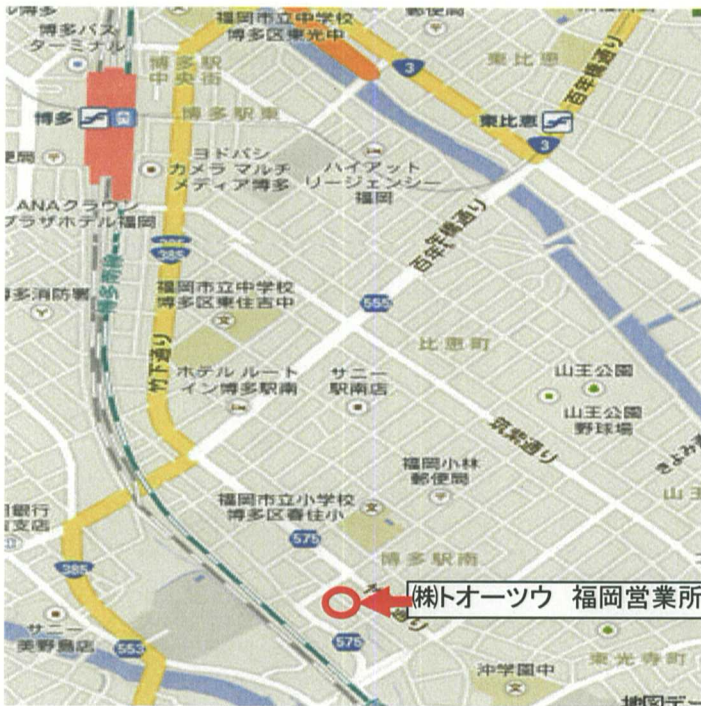 福岡市立中学校
博多区東光中
博多バス
ターミナル
博多駅
中央街
3
東比恵
百年橋通り
博多
博多駅東
東比恵
3
ヨドバシ
カメラ マルチ
メディア博多
ハイアット
リージェンシー
福岡
ANAクラウン
プラザホテル福岡
385
百年橋通り
福岡市立中学校
博多区東住吉中
555
比恵町
竹下通り
ホテル ルート
イン博多駅南
サニー
駅南店
山王公園
山王公園
野球場
筑紫通り
福岡小林
郵便局
福岡市立小学校
博多区春住小
575
博多駅南
385
㈱トオーツウ 福岡営業所
サニー
美野島店
553
575
東光寺町
沖学園中